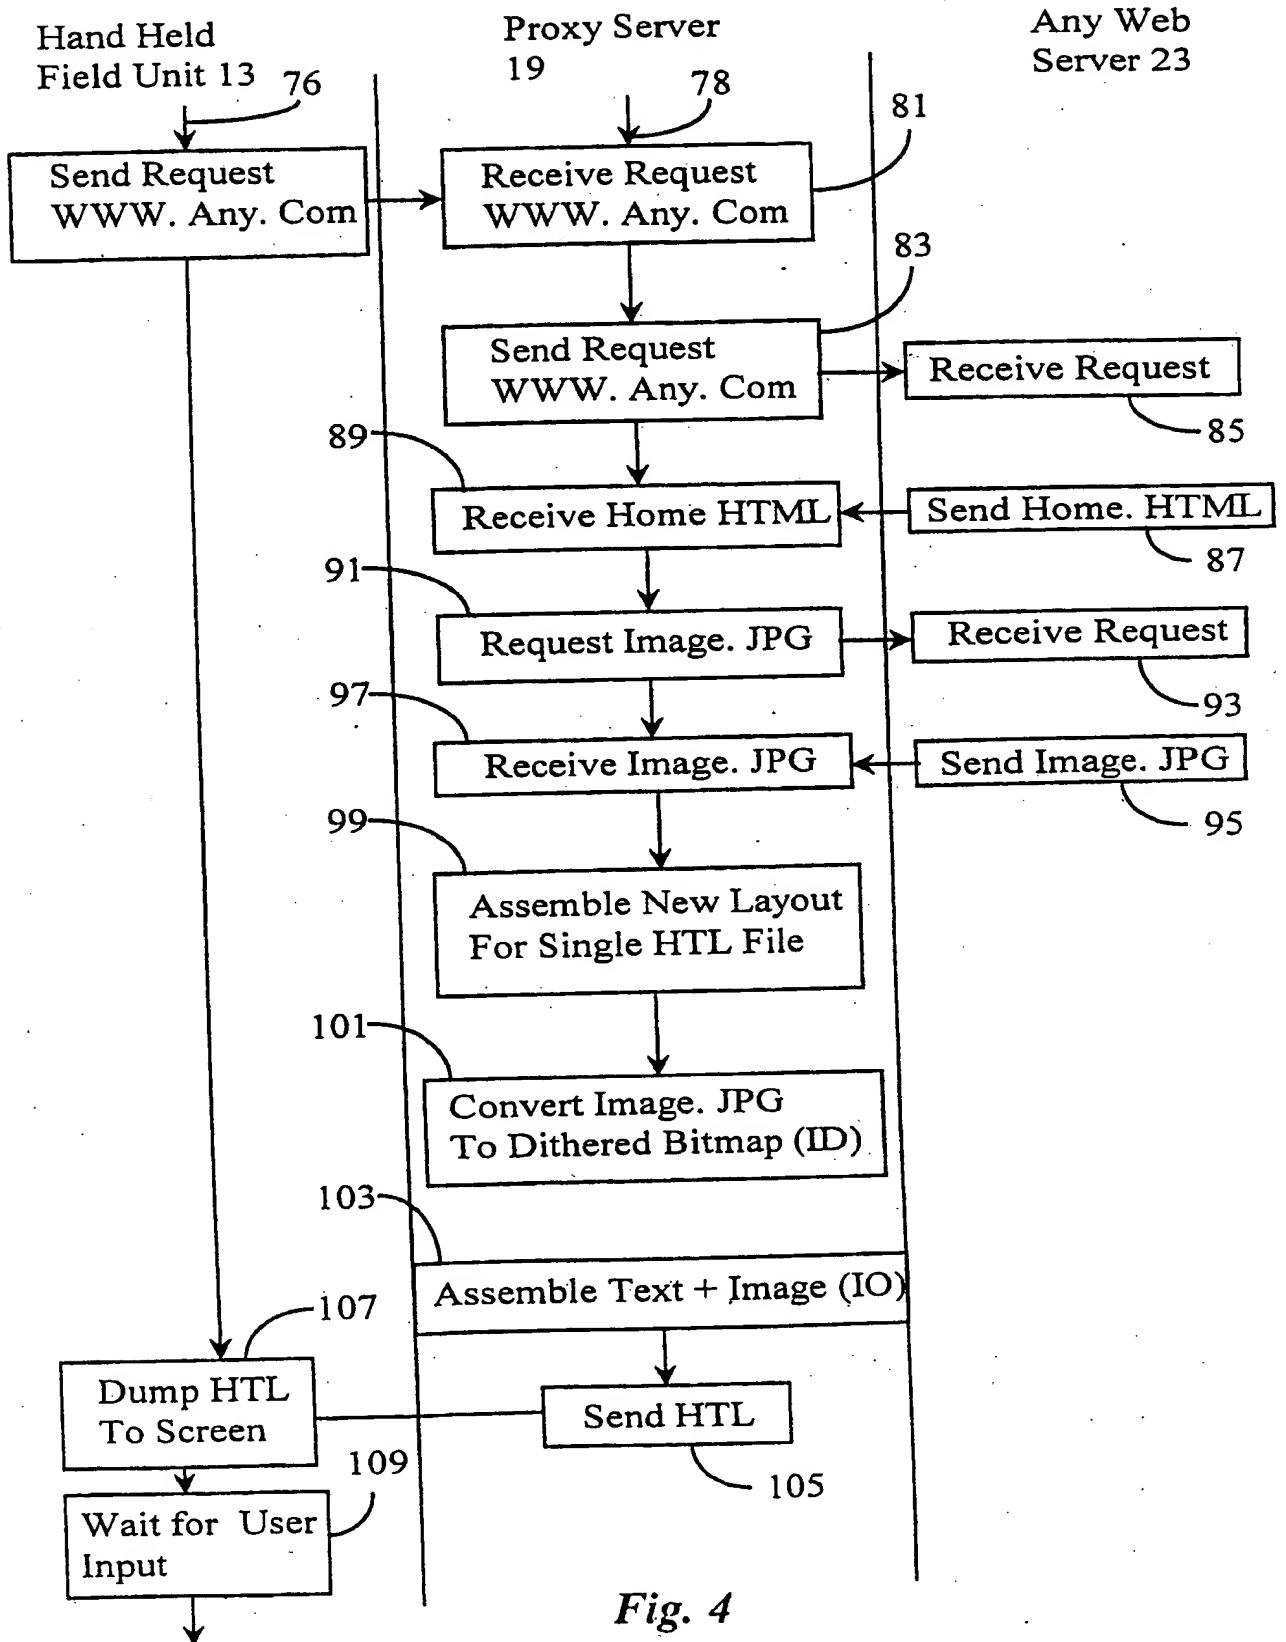 Hand Held
Field Unit 13
76
Proxy Server
19
78
Any Web
Server 23
81
Send Request
WWW. Any. Com
Receive Request
WWW. Any. Com
83
Send Request
WWW. Any. Com
Receive Request
85
89
Receive Home HTML
Send Home. HTML
87
91
Request Image. JPG
Receive Request
93
97
Receive Image. JPG
Send Image. JPG
95
99
Assemble New Layout
For Single HTL File
101
Convert Image. JPG
To Dithered Bitmap (ID)
103
Assemble Text + Image (IO)
107
Dump HTL
To Screen
Send HTL
105
109
Wait for User
Input
Fig. 4